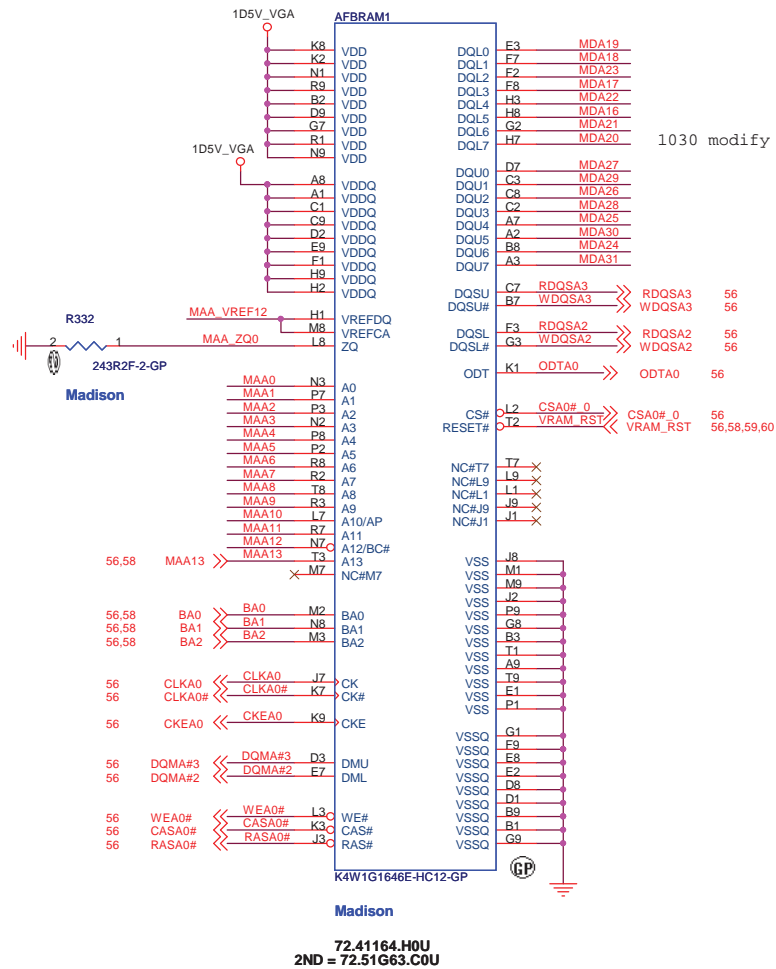 1D5V_VGA
AFBRAM1
K8 VDD
K2 VDD
N1 VDD
R9 VDD
B2 VDD
D9 VDD
G7 VDD
R1 VDD
N9 VDD
1D5V_VGA
A8 VDDQ
A1 VDDQ
C1 VDDQ
C9 VDDQ
D2 VDDQ
E9 VDDQ
F1 VDDQ
H9 VDDQ
H2 VDDQ
MAA_VREF12 H1 VREFDQ
M8 VREFCA
R332
2 1 MAA_ZQ0 L8 ZQ
243R2F-2-GP
Madison
MAA0 N3 A0
MAA1 P7 A1
MAA2 P3 A2
MAA3 N2 A3
MAA4 P8 A4
MAA5 P2 A5
MAA6 R8 A6
MAA7 R2 A7
MAA8 T8 A8
MAA9 R3 A9
MAA10 L7 A10/AP
MAA11 R7 A11
MAA12 N7 A12/BC#
56,58 MAA13 MAA13 T3 A13
M7 NC#M7
56,58 BA0 BA0 M2 BA0
56,58 BA1 BA1 N8 BA1
56,58 BA2 BA2 M3 BA2
56 CLKA0 CLKA0 J7 CK
56 CLKA0# CLKA0# K7 CK#
56 CKEA0 CKEA0 K9 CKE
56 DQMA#3 DQMA#3 D3 DMU
56 DQMA#2 DQMA#2 E7 DML
56 WEA0# WEA0# L3 WE#
56 CASA0# CASA0# K3 CAS#
56 RASA0# RASA0# J3 RAS#
DQL0 E3 MDA19
DQL1 F7 MDA18
DQL2 F2 MDA23
DQL3 F8 MDA17
DQL4 H3 MDA22
DQL5 H8 MDA16
DQL6 G2 MDA21
DQL7 H7 MDA20
1030 modify
DQU0 D7 MDA27
DQU1 C3 MDA29
DQU2 C8 MDA26
DQU3 C2 MDA28
DQU4 A7 MDA25
DQU5 A2 MDA30
DQU6 B8 MDA24
DQU7 A3 MDA31
DQSU C7 RDQSA3 RDQSA3 56
DQSU# B7 WDQSA3 WDQSA3 56
DQSL F3 RDQSA2 RDQSA2 56
DQSL# G3 WDQSA2 WDQSA2 56
ODT K1 ODTA0 ODTA0 56
CS# L2 CSA0#_0 CSA0#_0 56
RESET# T2 VRAM_RST VRAM_RST 56,58,59,60
NC#T7 T7
NC#L9 L9
NC#L1 L1
NC#J9 J9
NC#J1 J1
VSS J8
VSS M1
VSS M9
VSS J2
VSS P9
VSS G8
VSS B3
VSS T1
VSS A9
VSS T9
VSS E1
VSS P1
VSSQ G1
VSSQ F9
VSSQ E8
VSSQ E2
VSSQ D8
VSSQ D1
VSSQ B9
VSSQ B1
VSSQ G9
GP
K4W1G1646E-HC12-GP
Madison
72.41164.H0U
2ND = 72.51G63.C0U